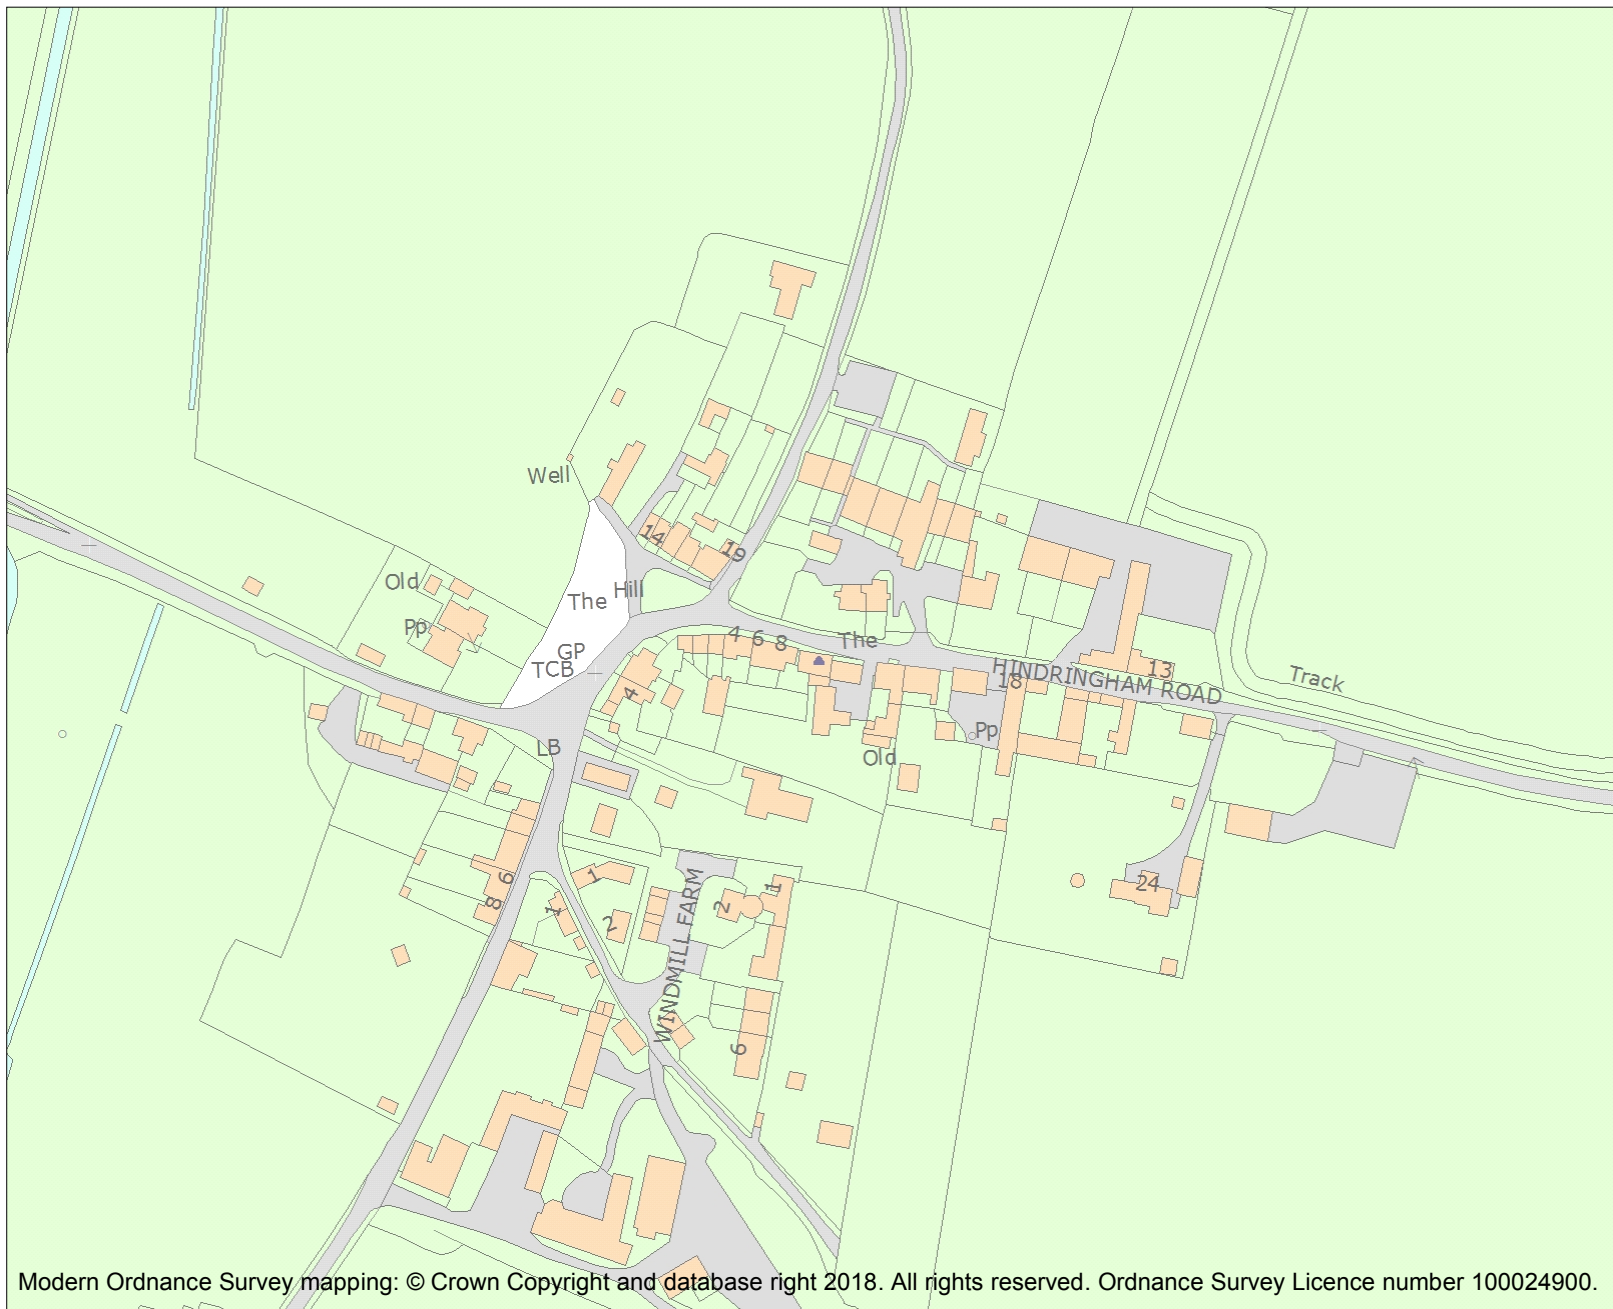 Well
14
19
Old
The Hill
Pp
GP
TCB
4 6 8
The
HINDRINGHAM ROAD
13
18
Track
4
Pp
LB
Old
6
8
1
1
2
2
1
24
WINDMILL FARM
6
Modern Ordnance Survey mapping: © Crown Copyright and database right 2018. All rights reserved. Ordnance Survey Licence number 100024900.